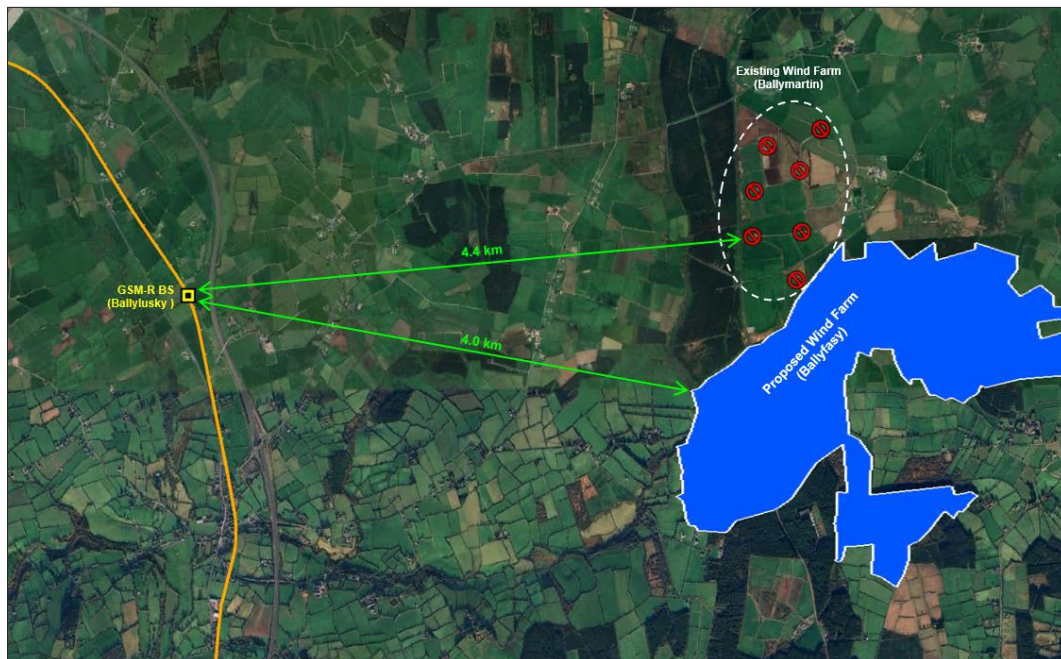 Existing Wind Farm
(Ballymartin)
4.4 km
GSM-R BS
(Ballylusky )
4.0 km
Proposed Wind Farm
(Ballyfasy)